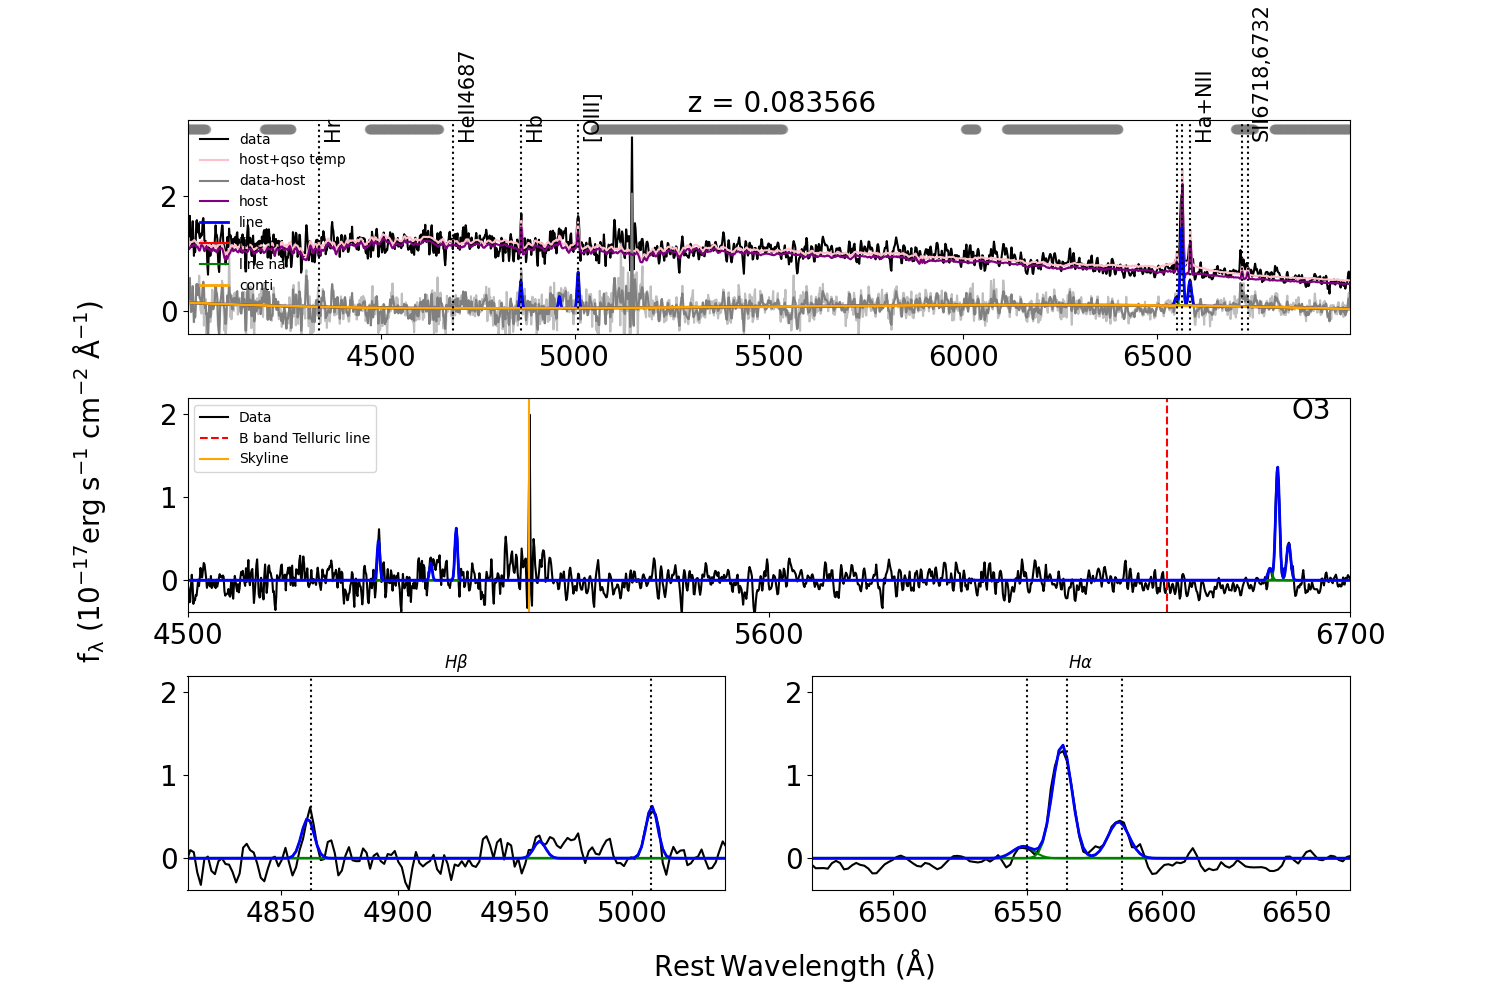 z = 0.083566
Hr
HeII4687
Hb
[OIII]
Ha+NII
SII6718,6732
data
host+qso temp
data-host
host
line
line na
conti
2
0
4500 5000 5500 6000 6500
fλ (10⁻¹⁷erg s⁻¹ cm⁻² Å⁻¹)
Data
B band Telluric line
Skyline
O3
2
1
0
4500 5600 6700
Hβ
2
1
0
4850 4900 4950 5000
Hα
2
1
0
6500 6550 6600 6650
Rest Wavelength (Å)